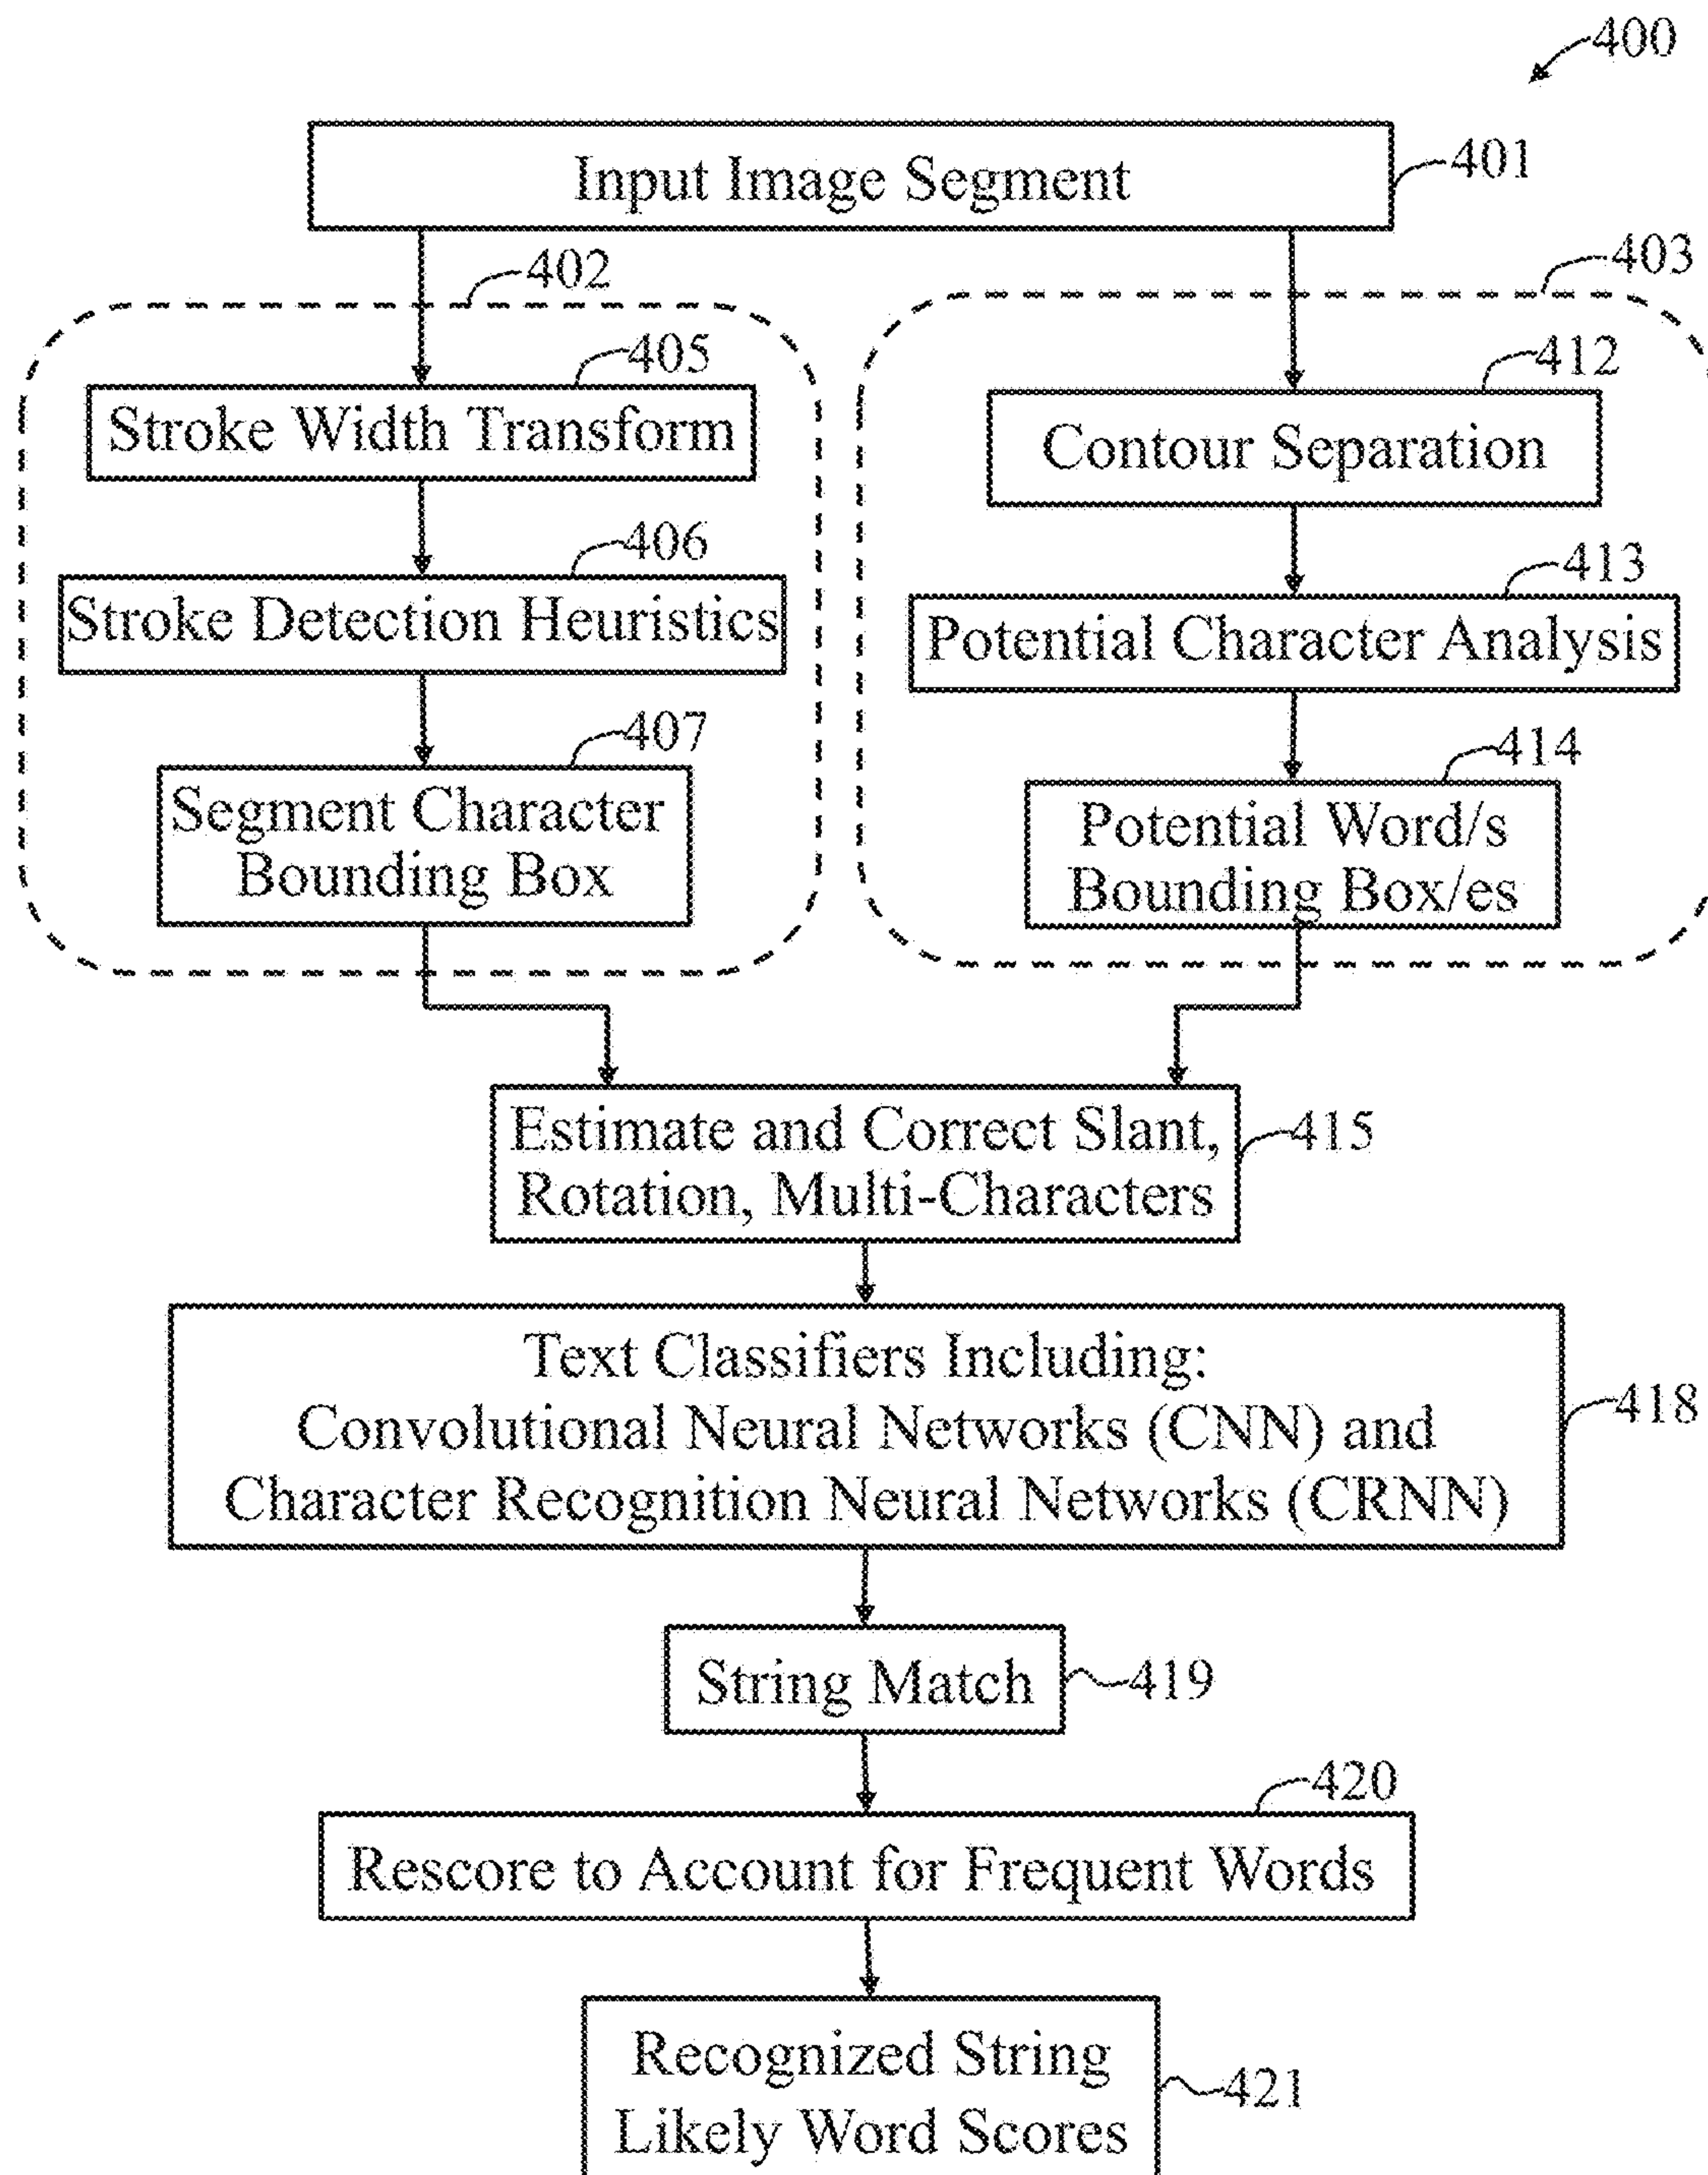 400
Input Image Segment
401
402
403
405
Stroke Width Transform
412
Contour Separation
406
Stroke Detection Heuristics
413
Potential Character Analysis
407
Segment Character
Bounding Box
414
Potential Word/s
Bounding Box/es
Estimate and Correct Slant,
Rotation, Multi-Characters
415
Text Classifiers Including:
Convolutional Neural Networks (CNN) and
Character Recognition Neural Networks (CRNN)
418
String Match
419
420
Rescore to Account for Frequent Words
Recognized String
Likely Word Scores
421